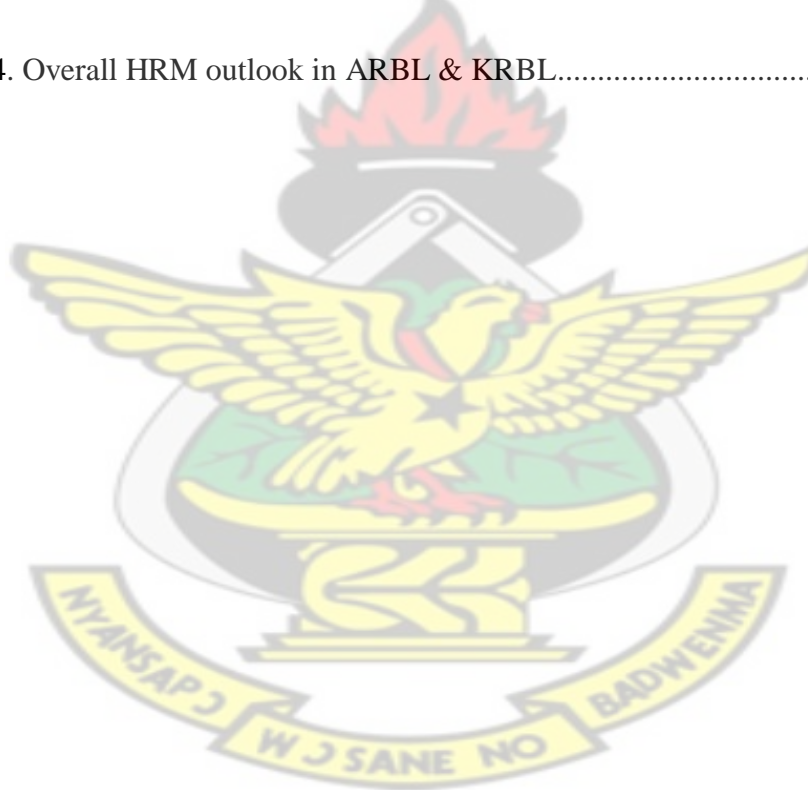 4. Overall HRM outlook in ARBL & KRBL..............................
NYANSAPƆ
WƆSANE NO
BADWENMA